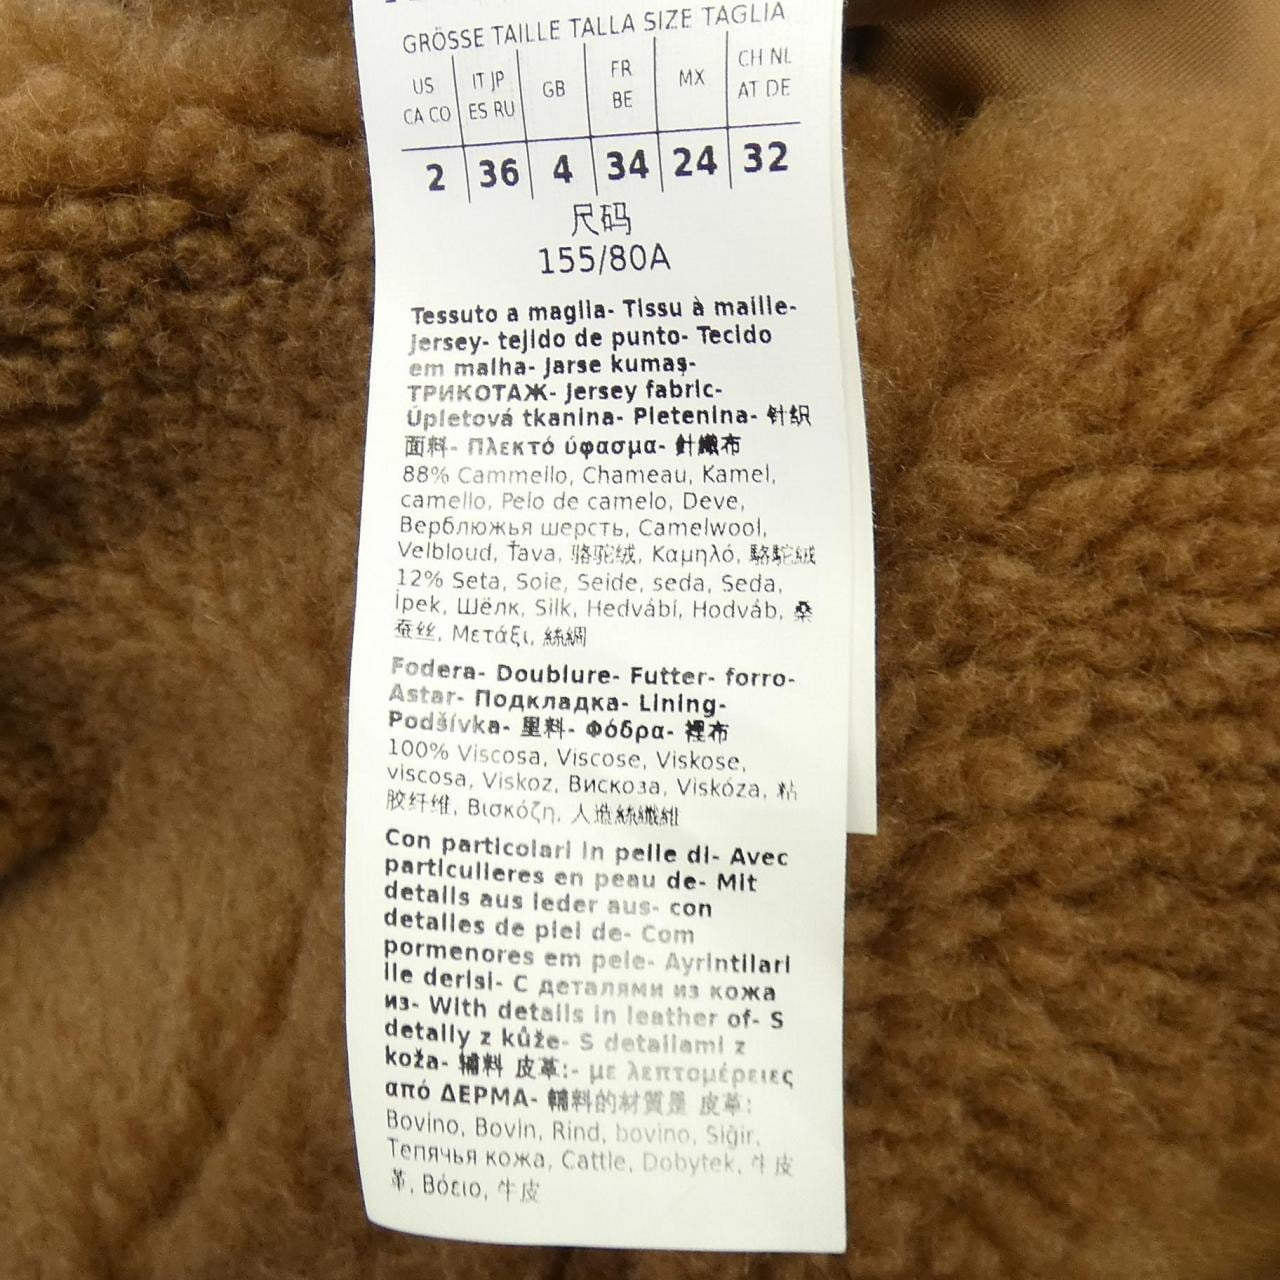 GRÖSSE TAILLE TALLA SIZE TAGLIA
US CA CO | IT JP ES RU | GB | FR BE | MX | CH NL AT DE
2 | 36 | 4 | 34 | 24 | 32
尺码
155/80A
Tessuto a maglia- Tissu à maille-
Jersey- tejido de punto- Tecido
em malha- Jarse kumaş-
ТРИКОТАЖ- Jersey fabric-
Úpletová tkanina- Pletenina- 针织
面料- Πλεκτό ύφασμα- 針織布
88% Cammello, Chameau, Kamel,
camello, Pelo de camelo, Deve,
Верблюжья шерсть, Camelwool,
Velbloud, Ťava, 骆驼绒, Καμηλό, 駱駝絨
12% Seta, Soie, Seide, seda, Seda,
İpek, Шёлк, Silk, Hedvábí, Hodváb, 桑
蚕丝, Μετάξι, 絲綢
Fodera- Doublure- Futter- forro-
Astar- Подкладка- Lining-
Podšívka- 里料- Φόδρα- 裡布
100% Viscosa, Viscose, Viskose,
viscosa, Viskoz, Вискоза, Viskóza, 粘
胶纤维, Βισκόζη, 人造絲纖維
Con particolari in pelle di- Avec
particulieres en peau de- Mit
details aus leder aus- con
detalles de piel de- Com
pormenores em pele- Ayrintilari
ile derisi- С деталями из кожа
из- With details in leather of- S
detaily z kůže- S detailami z
koža- 辅料 皮革:- με λεπτομέρειες
από ΔΕΡΜΑ- 輔料的材質是 皮革:
Bovino, Bovin, Rind, bovino, Siğir,
Телячья кожа, Cattle, Dobytek, 牛皮
革, Βόειο, 牛皮